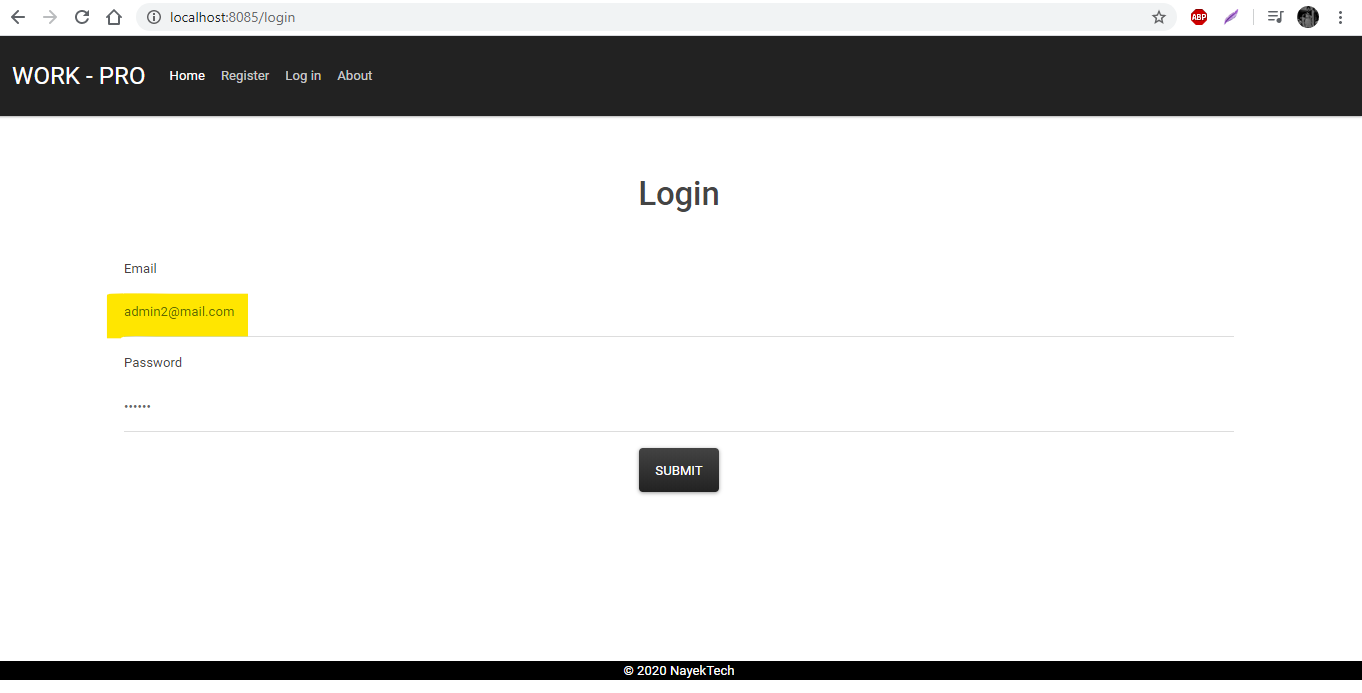 localhost:8085/login
ABP
WORK - PRO Home Register Log in About
Login
Email
admin2@mail.com
Password
••••••
SUBMIT
© 2020 NayekTech